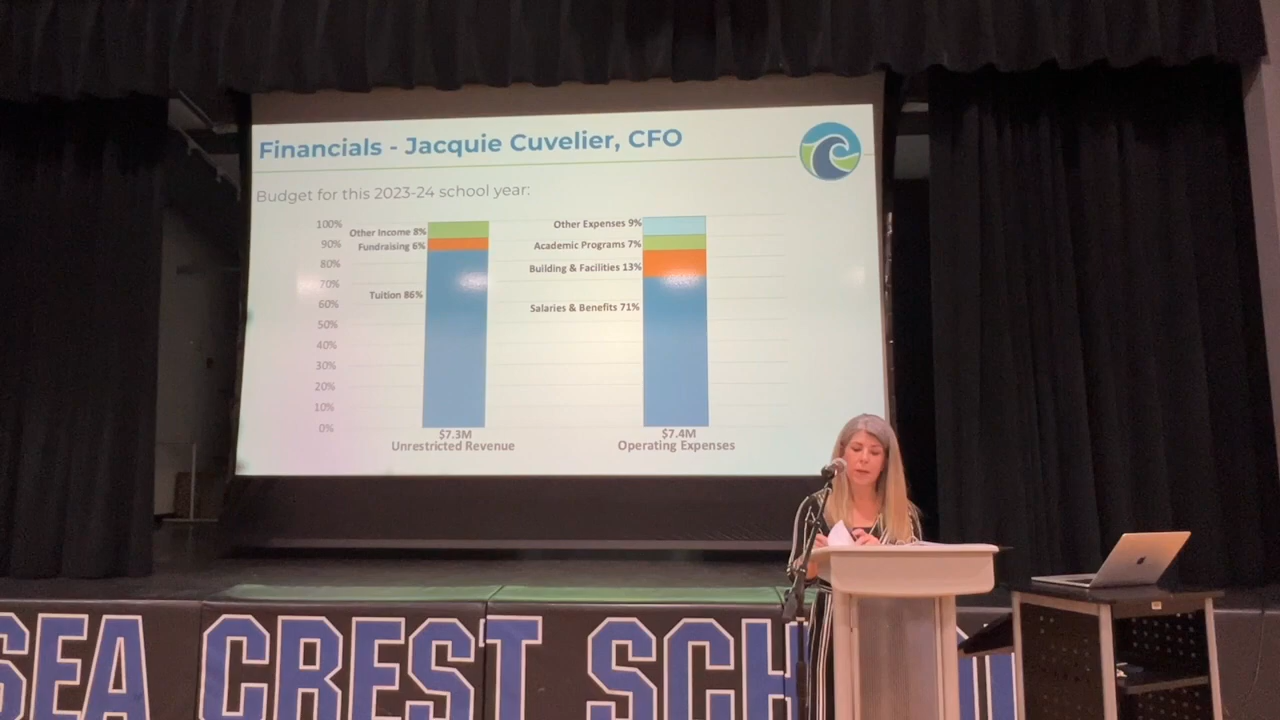 Financials - Jacquie Cuvelier, CFO
Budget for this 2023-24 school year:
100%
90%
80%
70%
60%
50%
40%
30%
20%
10%
0%
Other Income 8%
Fundraising 6%
Tuition 86%
$7.3M
Unrestricted Revenue
Other Expenses 9%
Academic Programs 7%
Building & Facilities 13%
Salaries & Benefits 71%
$7.4M
Operating Expenses
SEA CREST SCH